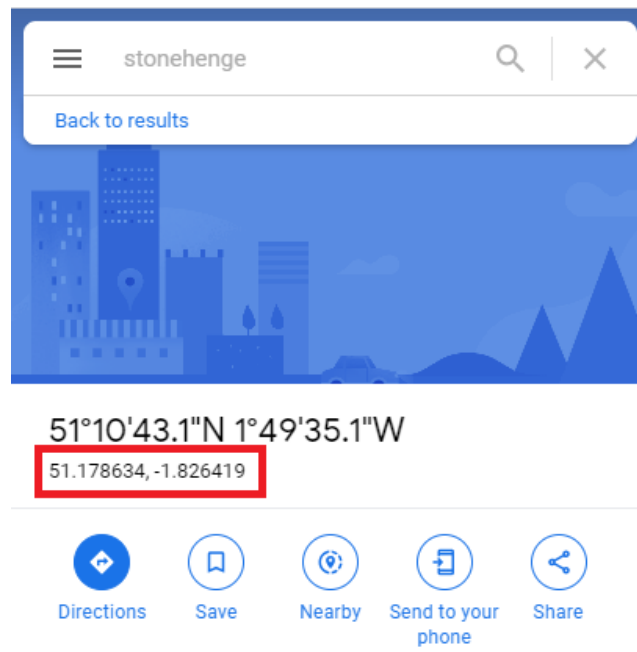 stonehenge
Back to results
51°10'43.1"N 1°49'35.1"W
51.178634, -1.826419
Directions
Save
Nearby
Send to your
phone
Share